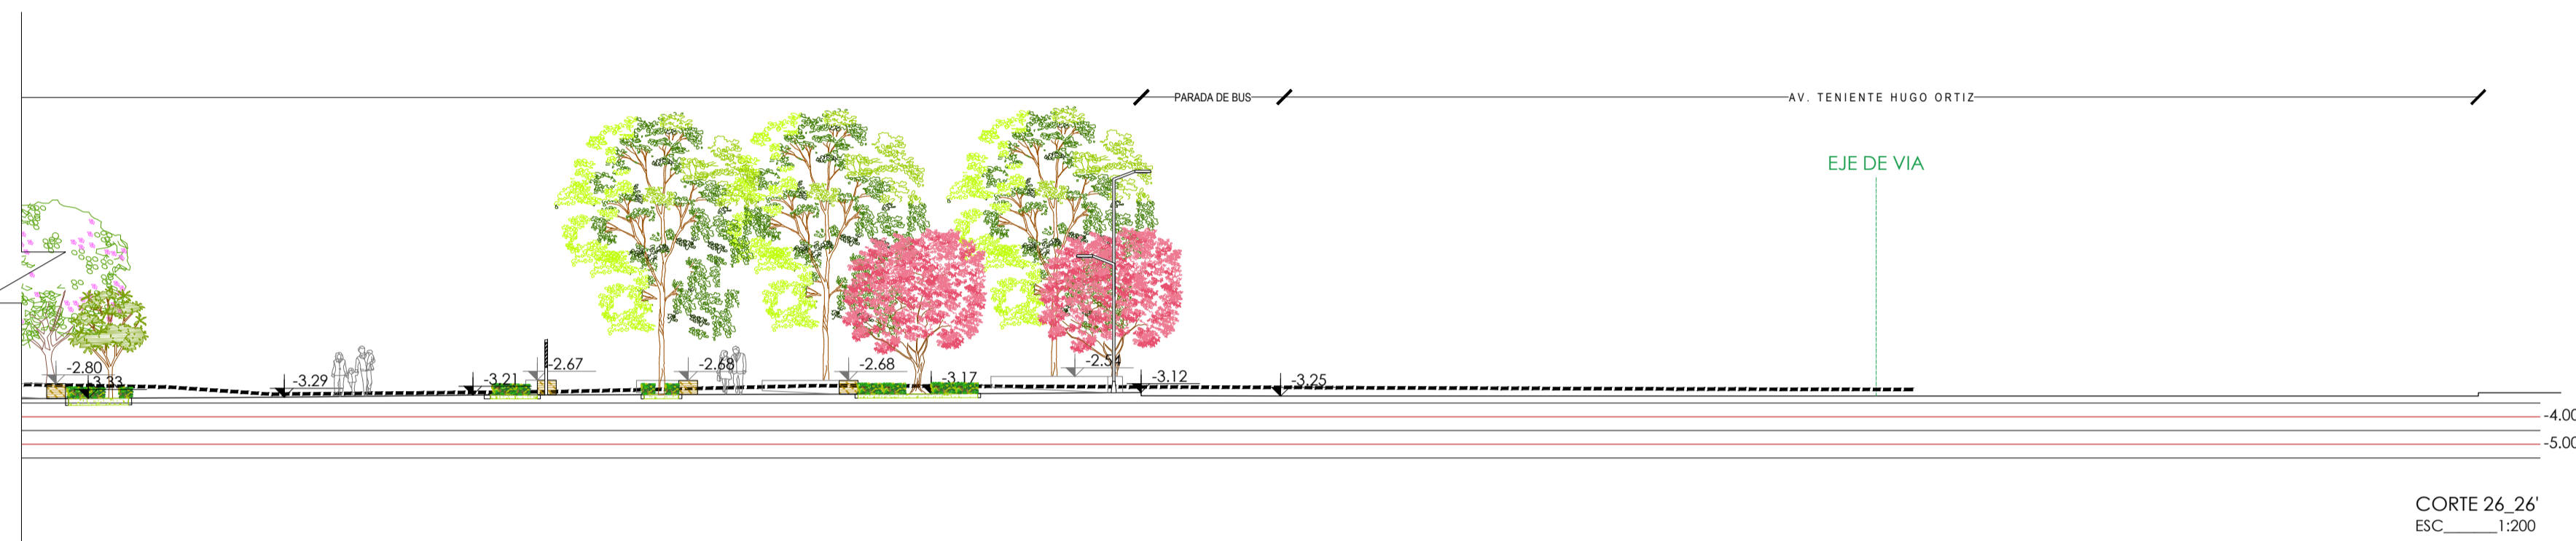 PARADA DE BUS
AV. TENIENTE HUGO ORTIZ
EJE DE VIA
-2.80
-3.33
-3.29
-3.21
-2.67
-2.68
-2.68
-3.17
-2.54
-3.12
-3.25
-4.00
-5.00
CORTE 26_26'
ESC______1:200